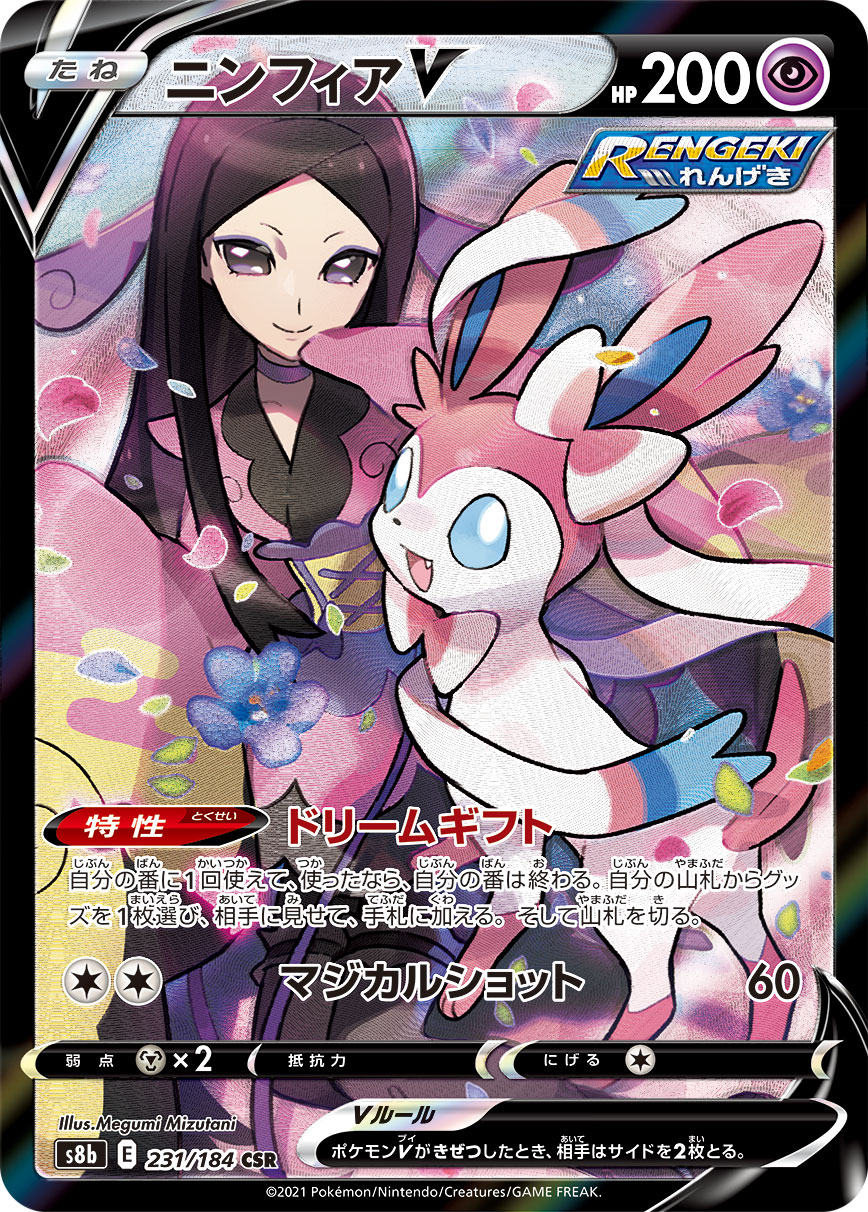 たね ニンフィアV HP 200
RENGEKI
れんげき
特性 とくせい ドリームギフト
自分の番に1回使えて、使ったなら、自分の番は終わる。自分の山札からグッ
ズを1枚選び、相手に見せて、手札に加える。そして山札を切る。
マジカルショット 60
弱点 ×2 抵抗力 にげる
Illus.Megumi Mizutani
Vルール
ポケモンVがきぜつしたとき、相手はサイドを2枚とる。
s8b E 231/184 CSR
©2021 Pokémon/Nintendo/Creatures/GAME FREAK.